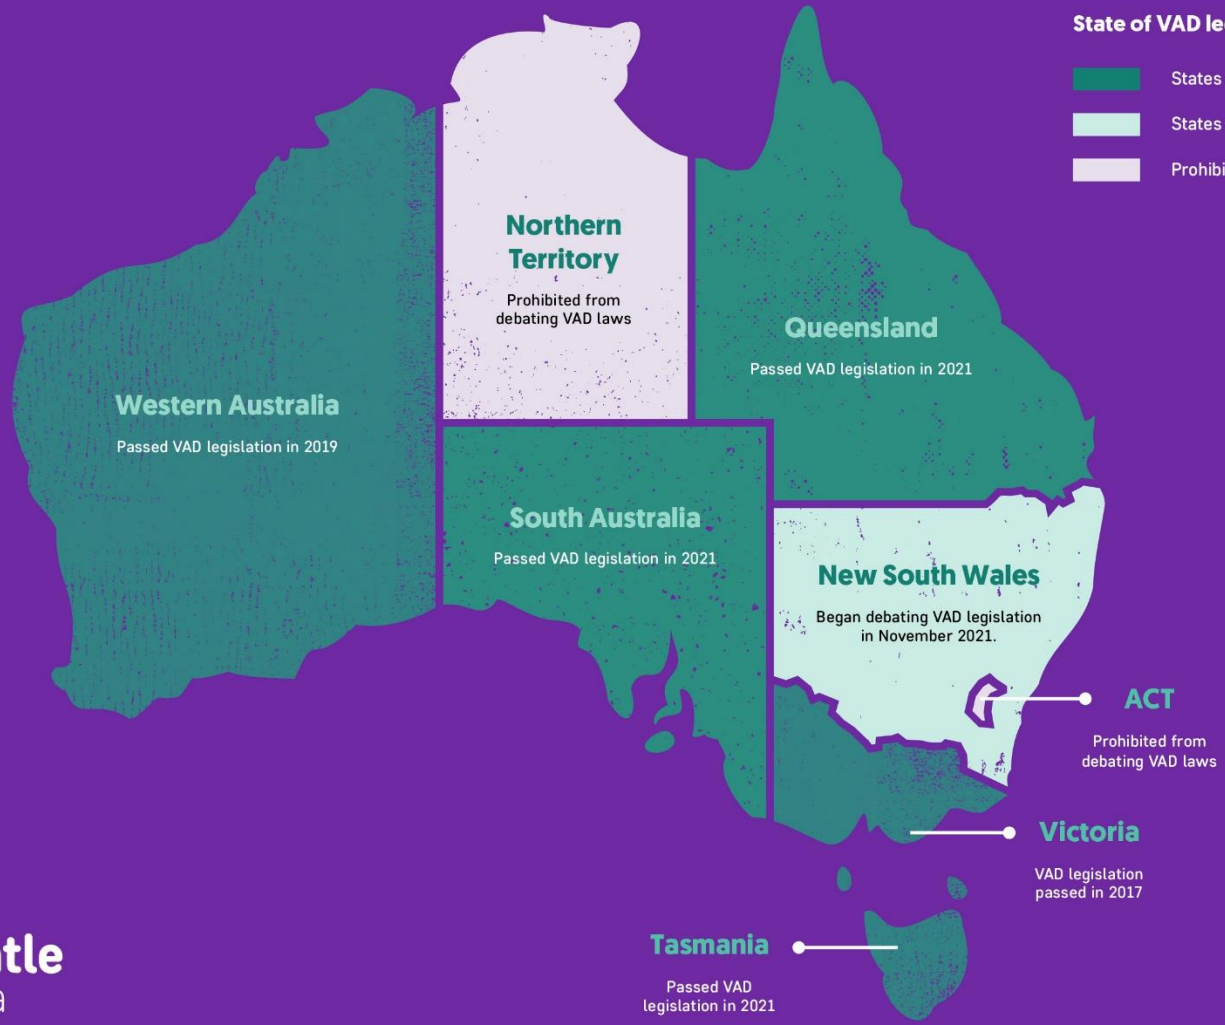 State of VAD
States
States
Northern
Territory
Prohibited from
debating VAD laws
Queensland
Passed VAD legislation in 2021
Western Australia
Passed VAD legislation in 2019
South Australia
Passed VAD legislation in 2021
New South Wales
Began debating VAD legislation
in November 2021.
ACT
Prohibited from
debating VAD laws
Victoria
VAD legislation
passed in 2017
Tasmania
Passed VAD
legislation in 2021